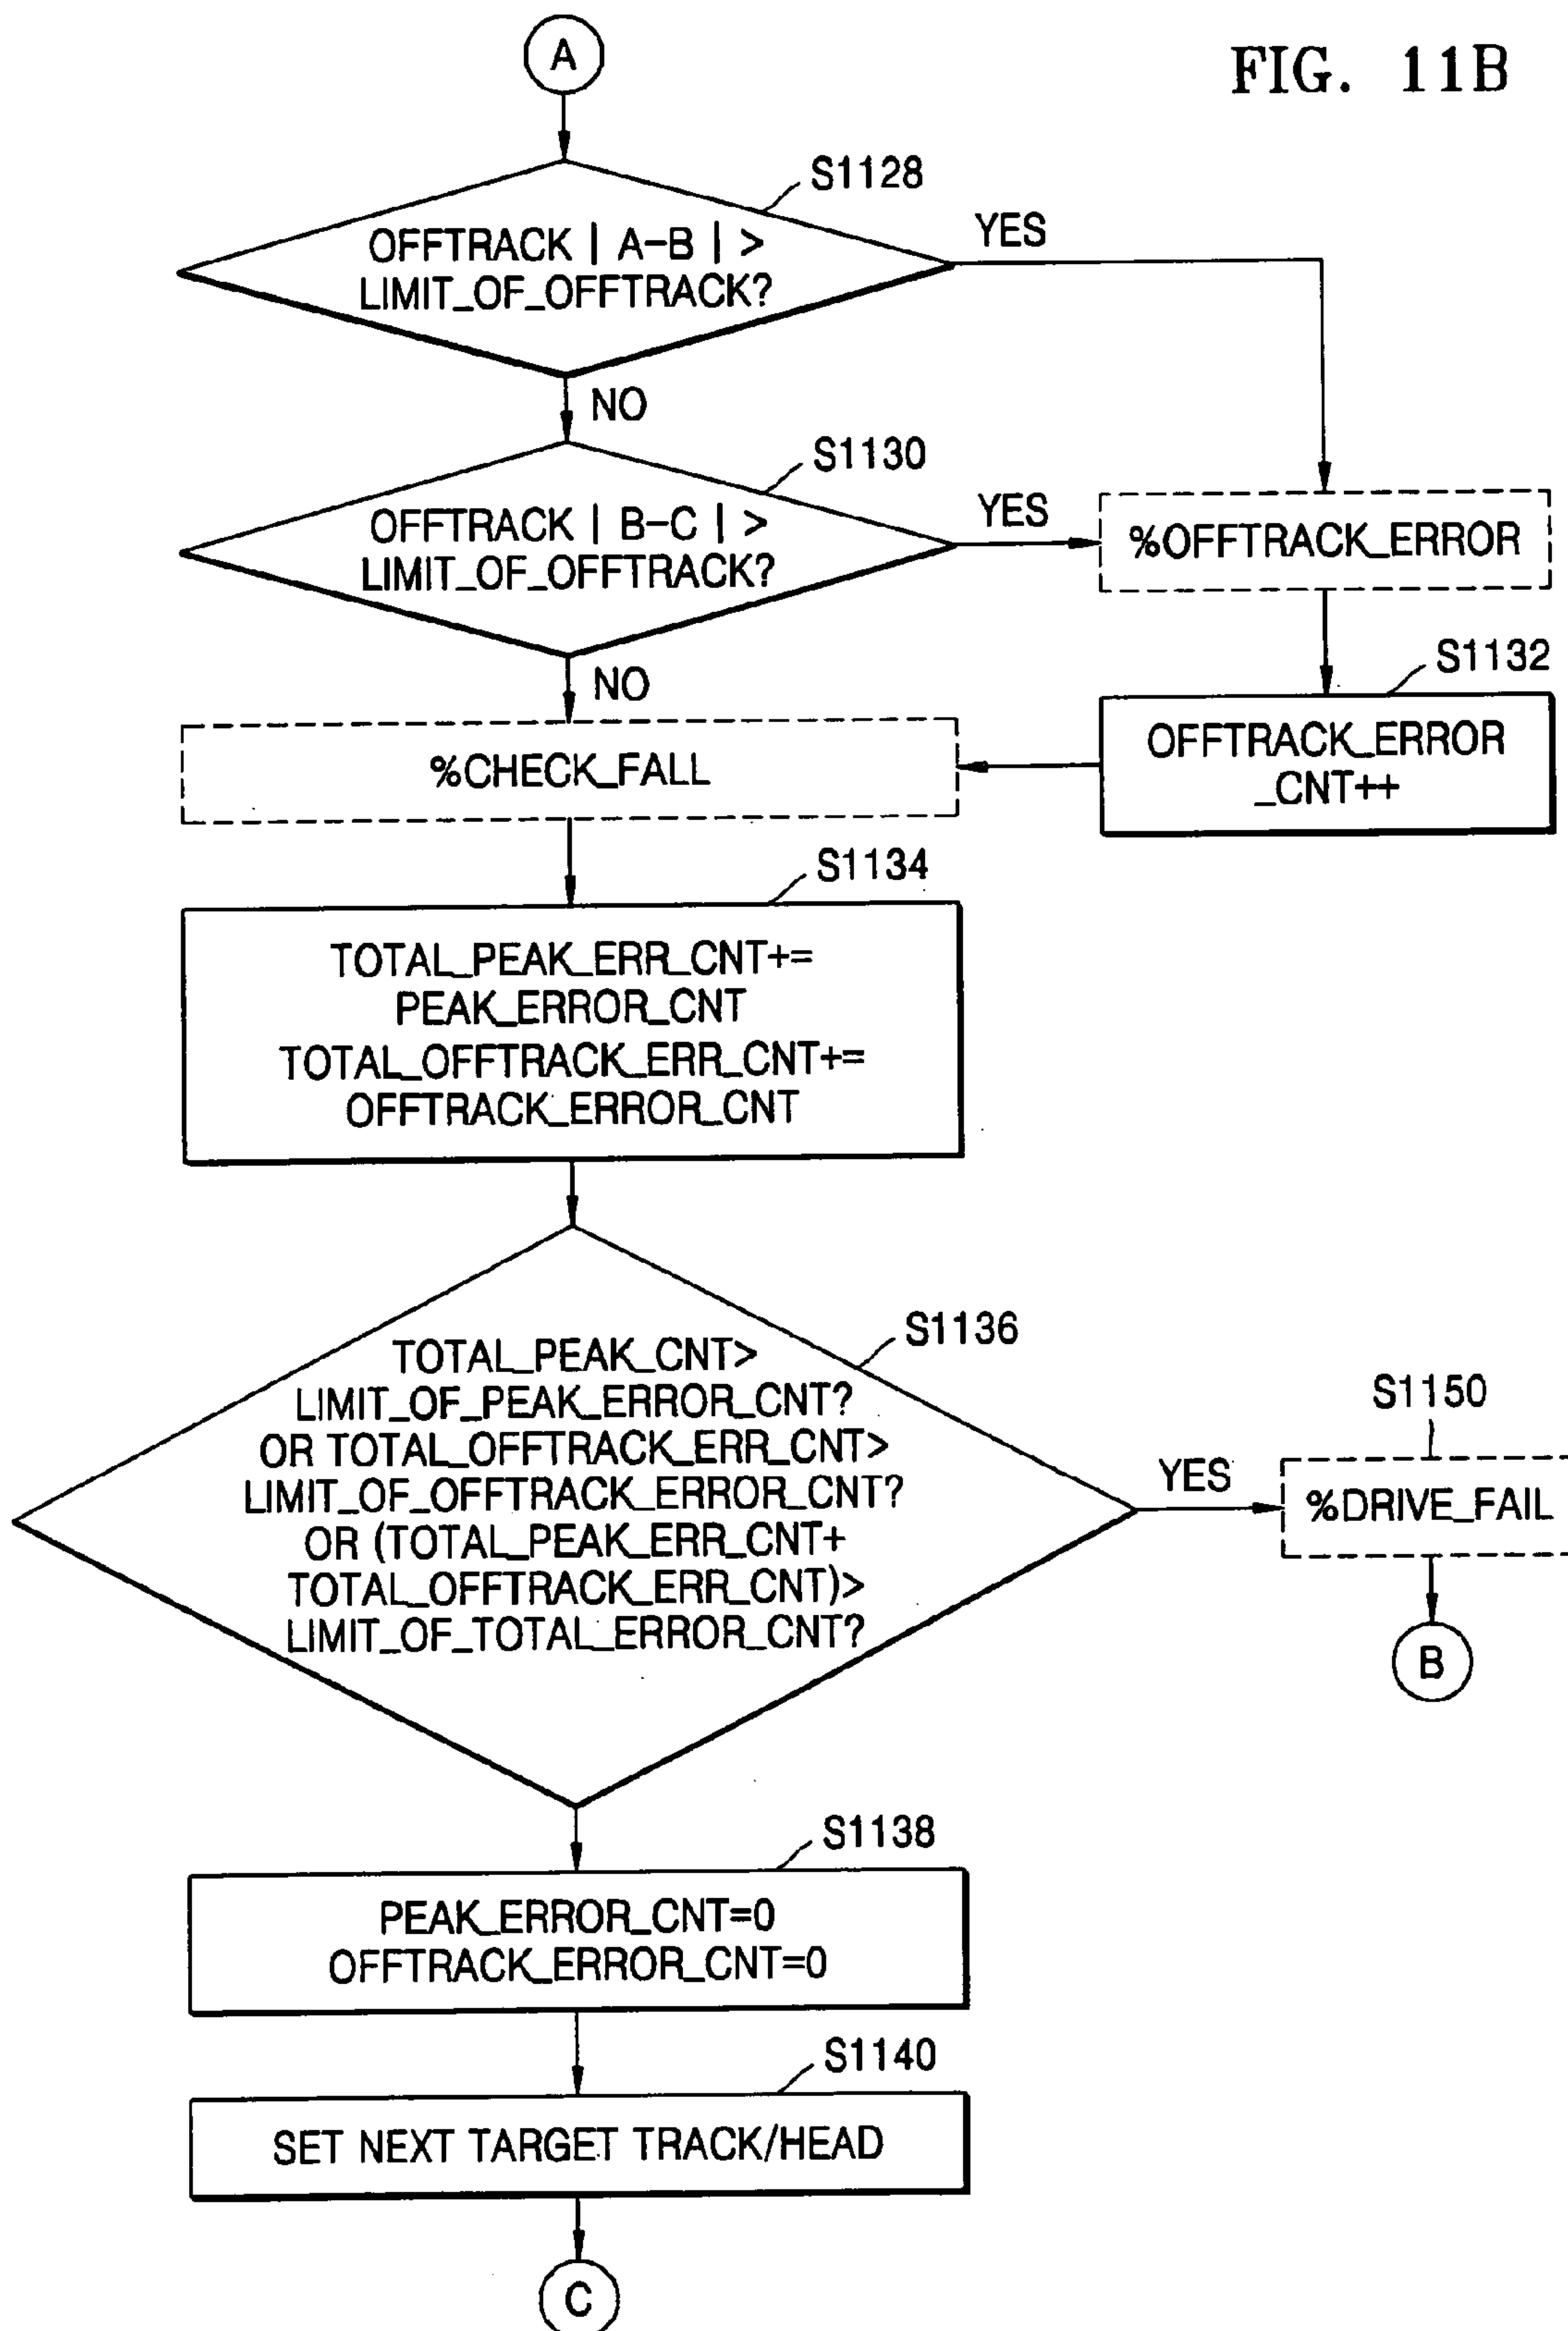 FIG. 11B
A
S1128
OFFTRACK | A-B | >
LIMIT_OF_OFFTRACK?
YES
NO
S1130
OFFTRACK | B-C | >
LIMIT_OF_OFFTRACK?
YES
%OFFTRACK_ERROR
NO
S1132
OFFTRACK_ERROR
_CNT++
%CHECK_FALL
S1134
TOTAL_PEAK_ERR_CNT+=
PEAK_ERROR_CNT
TOTAL_OFFTRACK_ERR_CNT+=
OFFTRACK_ERROR_CNT
S1136
TOTAL_PEAK_CNT>
LIMIT_OF_PEAK_ERROR_CNT?
OR TOTAL_OFFTRACK_ERR_CNT>
LIMIT_OF_OFFTRACK_ERROR_CNT?
OR (TOTAL_PEAK_ERR_CNT+
TOTAL_OFFTRACK_ERR_CNT)>
LIMIT_OF_TOTAL_ERROR_CNT?
YES
S1150
%DRIVE_FAIL
B
S1138
PEAK_ERROR_CNT=0
OFFTRACK_ERROR_CNT=0
S1140
SET NEXT TARGET TRACK/HEAD
C